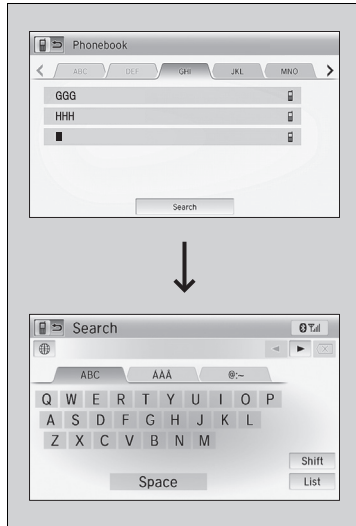 Phonebook
ABC DEF GHI JKL MNO
GGG
HHH
I
Search
Search
ABC ÀÁÂ @:~
Q W E R T Y U I O P
A S D F G H J K L
Z X C V B N M
Shift
Space List